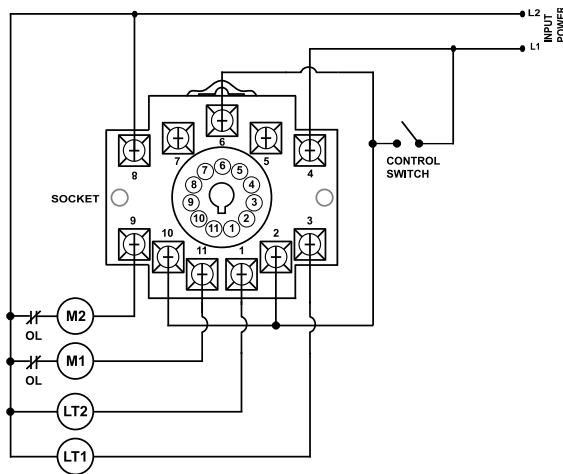 L2
INPUT POWER
L1
6
7
5
8
4
CONTROL
SWITCH
6
7
5
8
4
9
3
10
2
11
1
SOCKET
9
10
11
1
2
3
M2
OL
M1
OL
LT2
LT1